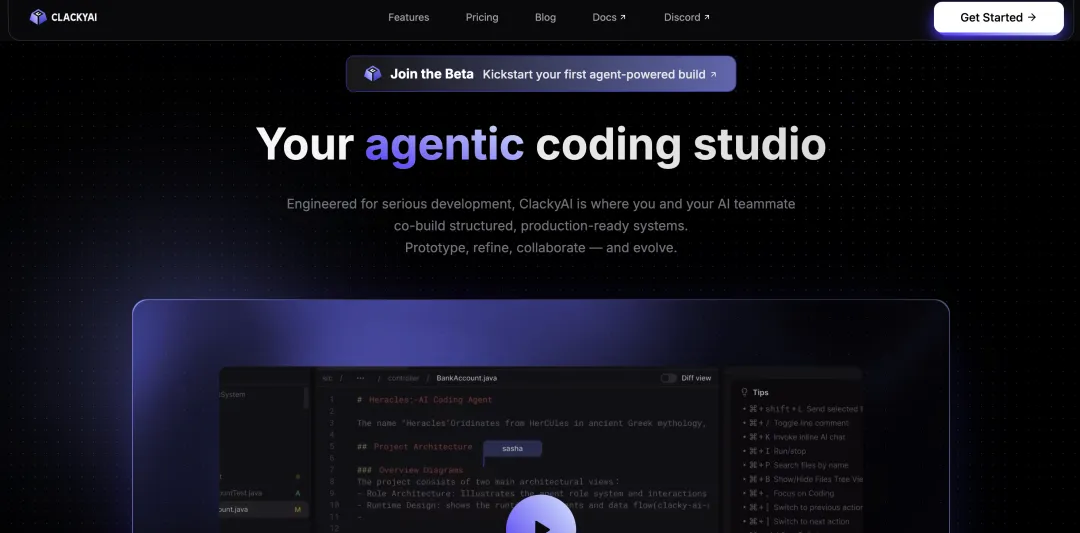 CLACKYAI
Features Pricing Blog Docs ↗ Discord ↗
Get Started →
Join the Beta Kickstart your first agent-powered build ↗
Your agentic coding studio
Engineered for serious development, ClackyAI is where you and your AI teammate
co-build structured, production-ready systems.
Prototype, refine, collaborate — and evolve.
/ ··· / controller / BankAccount.java
Diff view
System
ountTest.java A
ount.java M
1 # Heracles:-AI Coding Agent
2
3 The name "Heracles"Oridinates from HerCUles in ancient Greek mythology,
4
5 ## Project Architecture
sasha
6
7 ### Overview Diagrams
8 The project consists of two main architectural views:
9 - Role Architecture: Illustrates the agent role system and interactions
10 - Runtime Design: shows the ets and data flow(clacky-ai-
11 -
12
Tips
• ⌘ + shift + L Send selected
• ⌘ + / Toggle line comment
• ⌘ + K Invoke inline AI chat
• ⌘ + I Run/stop
• ⌘ + P Search files by name
• ⌘ + B Show/Hide Files Tree Vie
• ⌘ + . Focus on Coding
• ⌘ + [ Switch to previous action
• ⌘ + ] Switch to next action